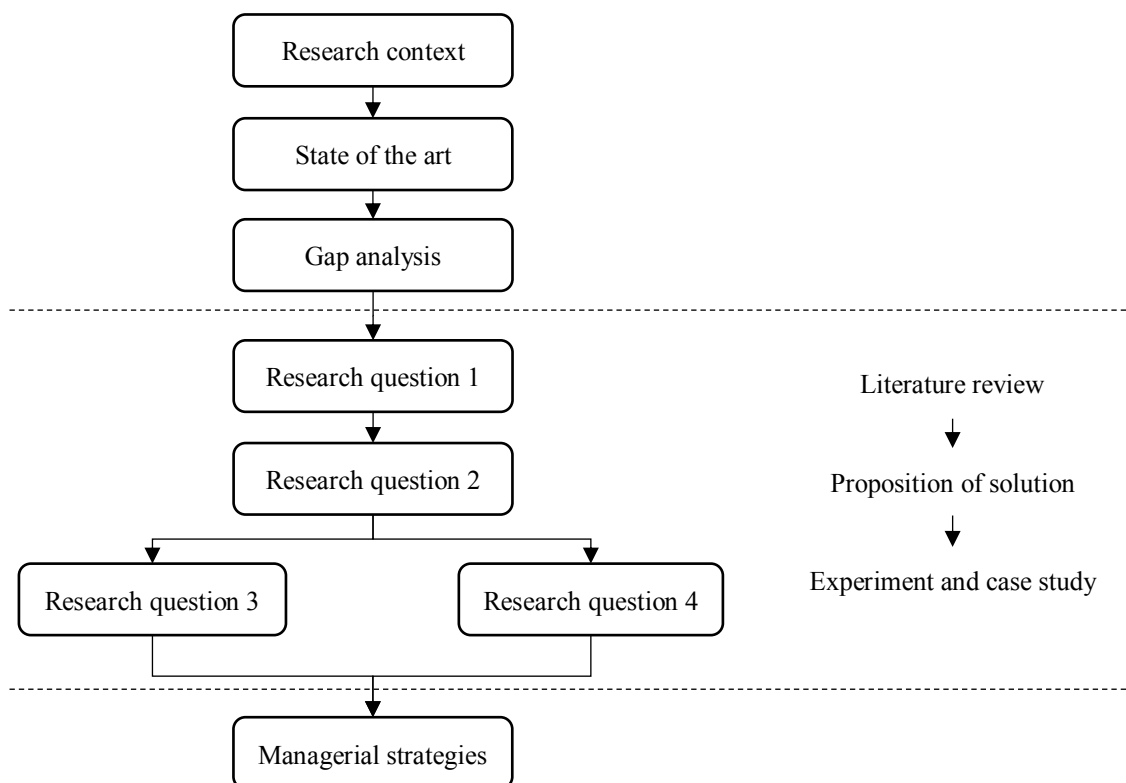 Research context
State of the art
Gap analysis
Research question 1
Research question 2
Research question 3
Research question 4
Literature review
Proposition of solution
Experiment and case study
Managerial strategies